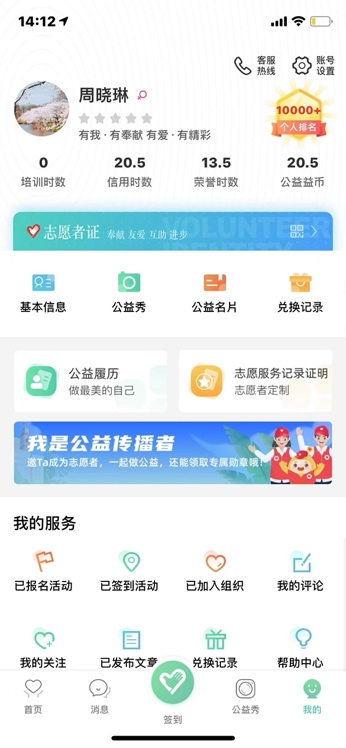 14:12
客服热线
账号设置
周晓琳
有我 · 有奉献 有爱 · 有精彩
10000+
个人排名
0
20.5
13.5
20.5
培训时数
信用时数
荣誉时数
公益益币
志愿者证 奉献 友爱 互助 进步
VOLUNTEER
IDENTITY
基本信息
公益秀
公益名片
兑换记录
公益履历
做最美的自己
志愿服务记录证明
志愿者定制
我是公益传播者
邀Ta成为志愿者，一起做公益，还能领取专属勋章哦！
我的服务
已报名活动
已签到活动
已加入组织
我的评论
我的关注
已发布文章
兑换记录
帮助中心
首页
消息
签到
公益秀
我的